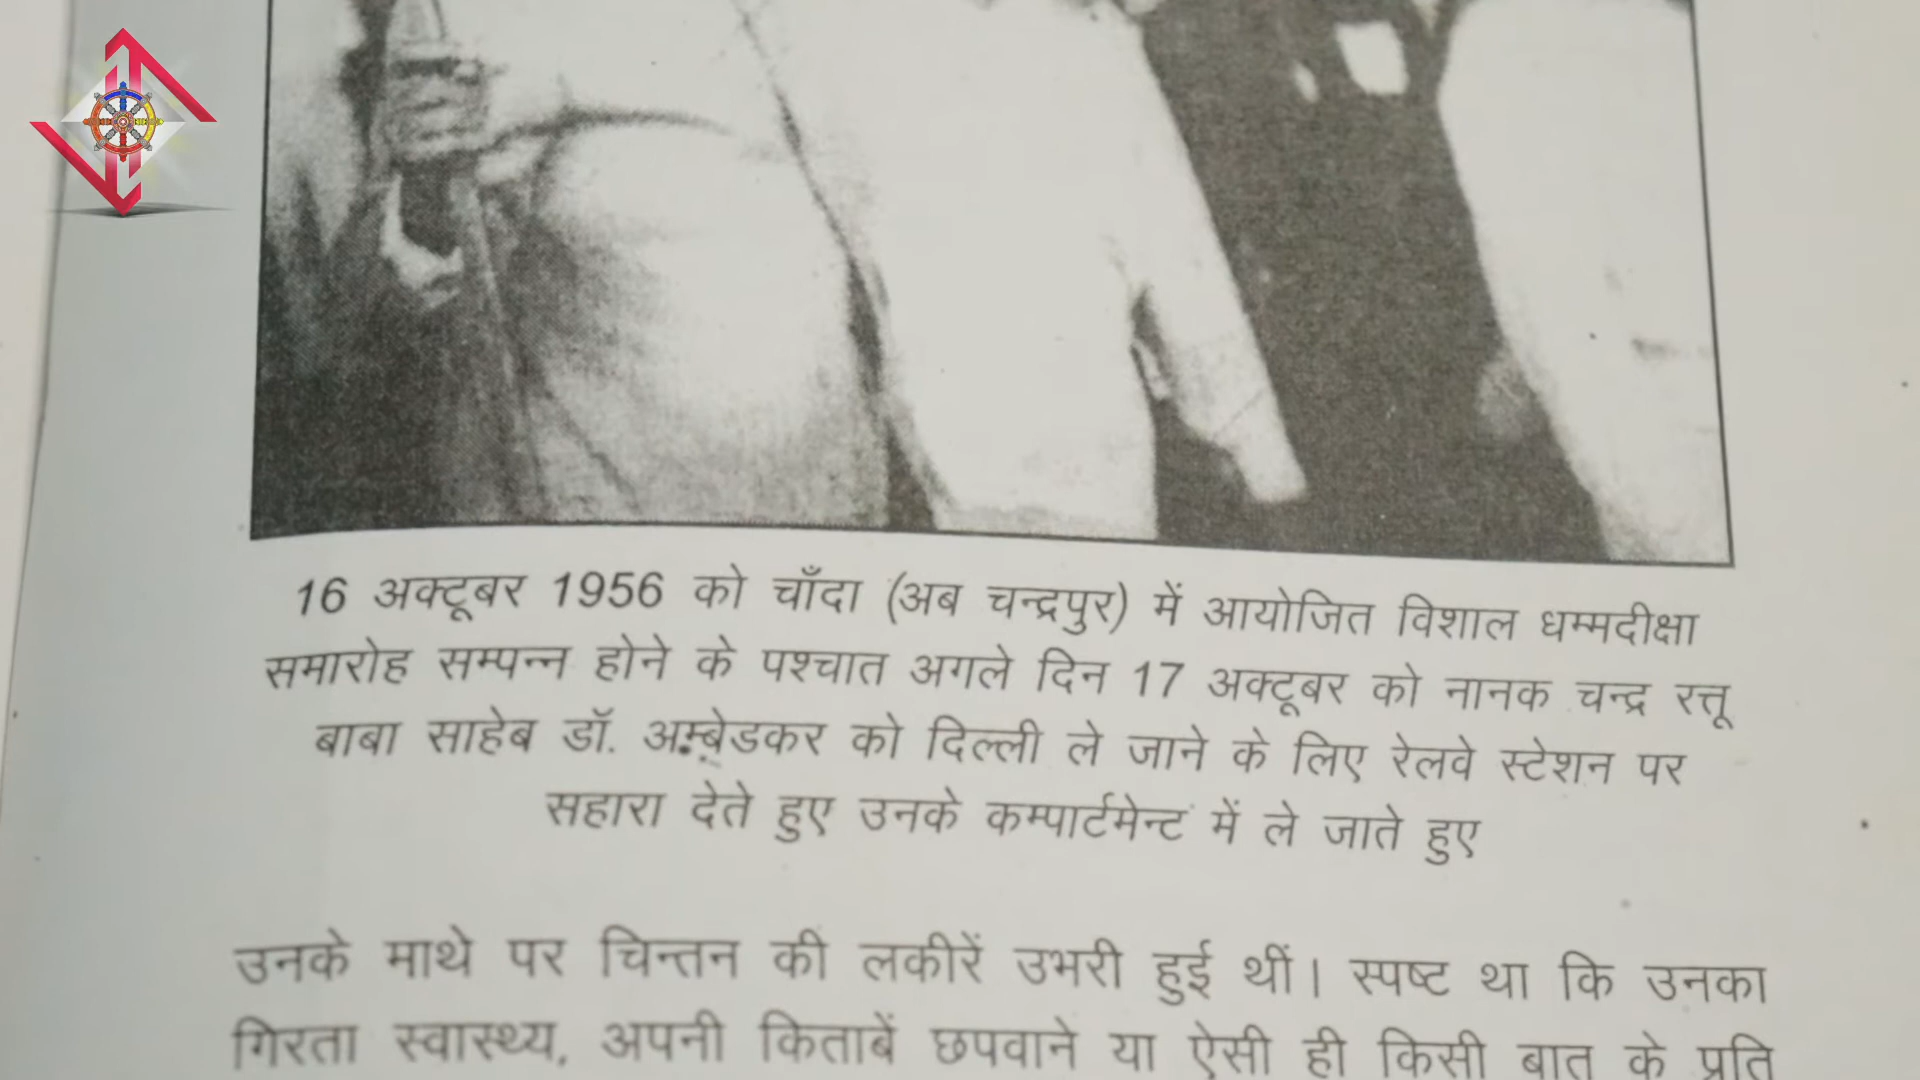 16 अक्टूबर 1956 को चाँदा (अब चन्द्रपुर) में आयोजित विशाल धम्मदीक्षा
समारोह सम्पन्न होने के पश्चात अगले दिन 17 अक्टूबर को नानक चन्द्र रत्तू
बाबा साहेब डॉ. अम्बेडकर को दिल्ली ले जाने के लिए रेलवे स्टेशन पर
सहारा देते हुए उनके कम्पार्टमेन्ट में ले जाते हुए
उनके माथे पर चिन्तन की लकीरें उभरी हुई थीं। स्पष्ट था कि उनका
गिरता स्वास्थ्य, अपनी किताबें छपवाने या ऐसी ही किसी बात के प्रति